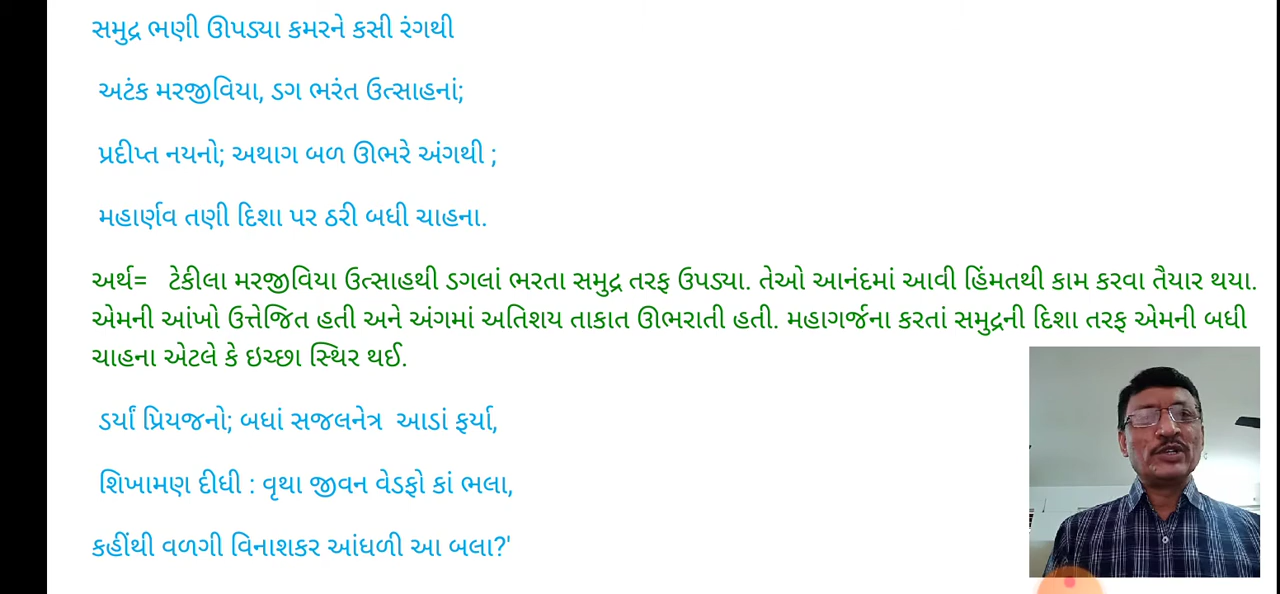 સમુદ્ર ભણી ઊપડ્યા કમરને કસી રંગથી
અટંક મરજીવિયા, ડગ ભરંત ઉત્સાહનાં;
પ્રદીપ્ત નયનો; અથાગ બળ ઊભરે અંગથી ;
મહાર્ણવ તણી દિશા પર ઠરી બધી ચાહના.
અર્થ= ટેકીલા મરજીવિયા ઉત્સાહથી ડગલાં ભરતા સમુદ્ર તરફ ઉપડ્યા. તેઓ આનંદમાં આવી હિંમતથી કામ કરવા તૈયાર થયા.
એમની આંખો ઉત્તેજિત હતી અને અંગમાં અતિશય તાકાત ઊભરાતી હતી. મહાગર્જના કરતાં સમુદ્રની દિશા તરફ એમની બધી
ચાહના એટલે કે ઇચ્છા સ્થિર થઈ.
ડર્યાં પ્રિયજનો; બધાં સજલનેત્ર આડાં ફર્યા,
શિખામણ દીધી : વૃથા જીવન વેડફો કાં ભલા,
કહીંથી વળગી વિનાશકર આંધળી આ બલા?'